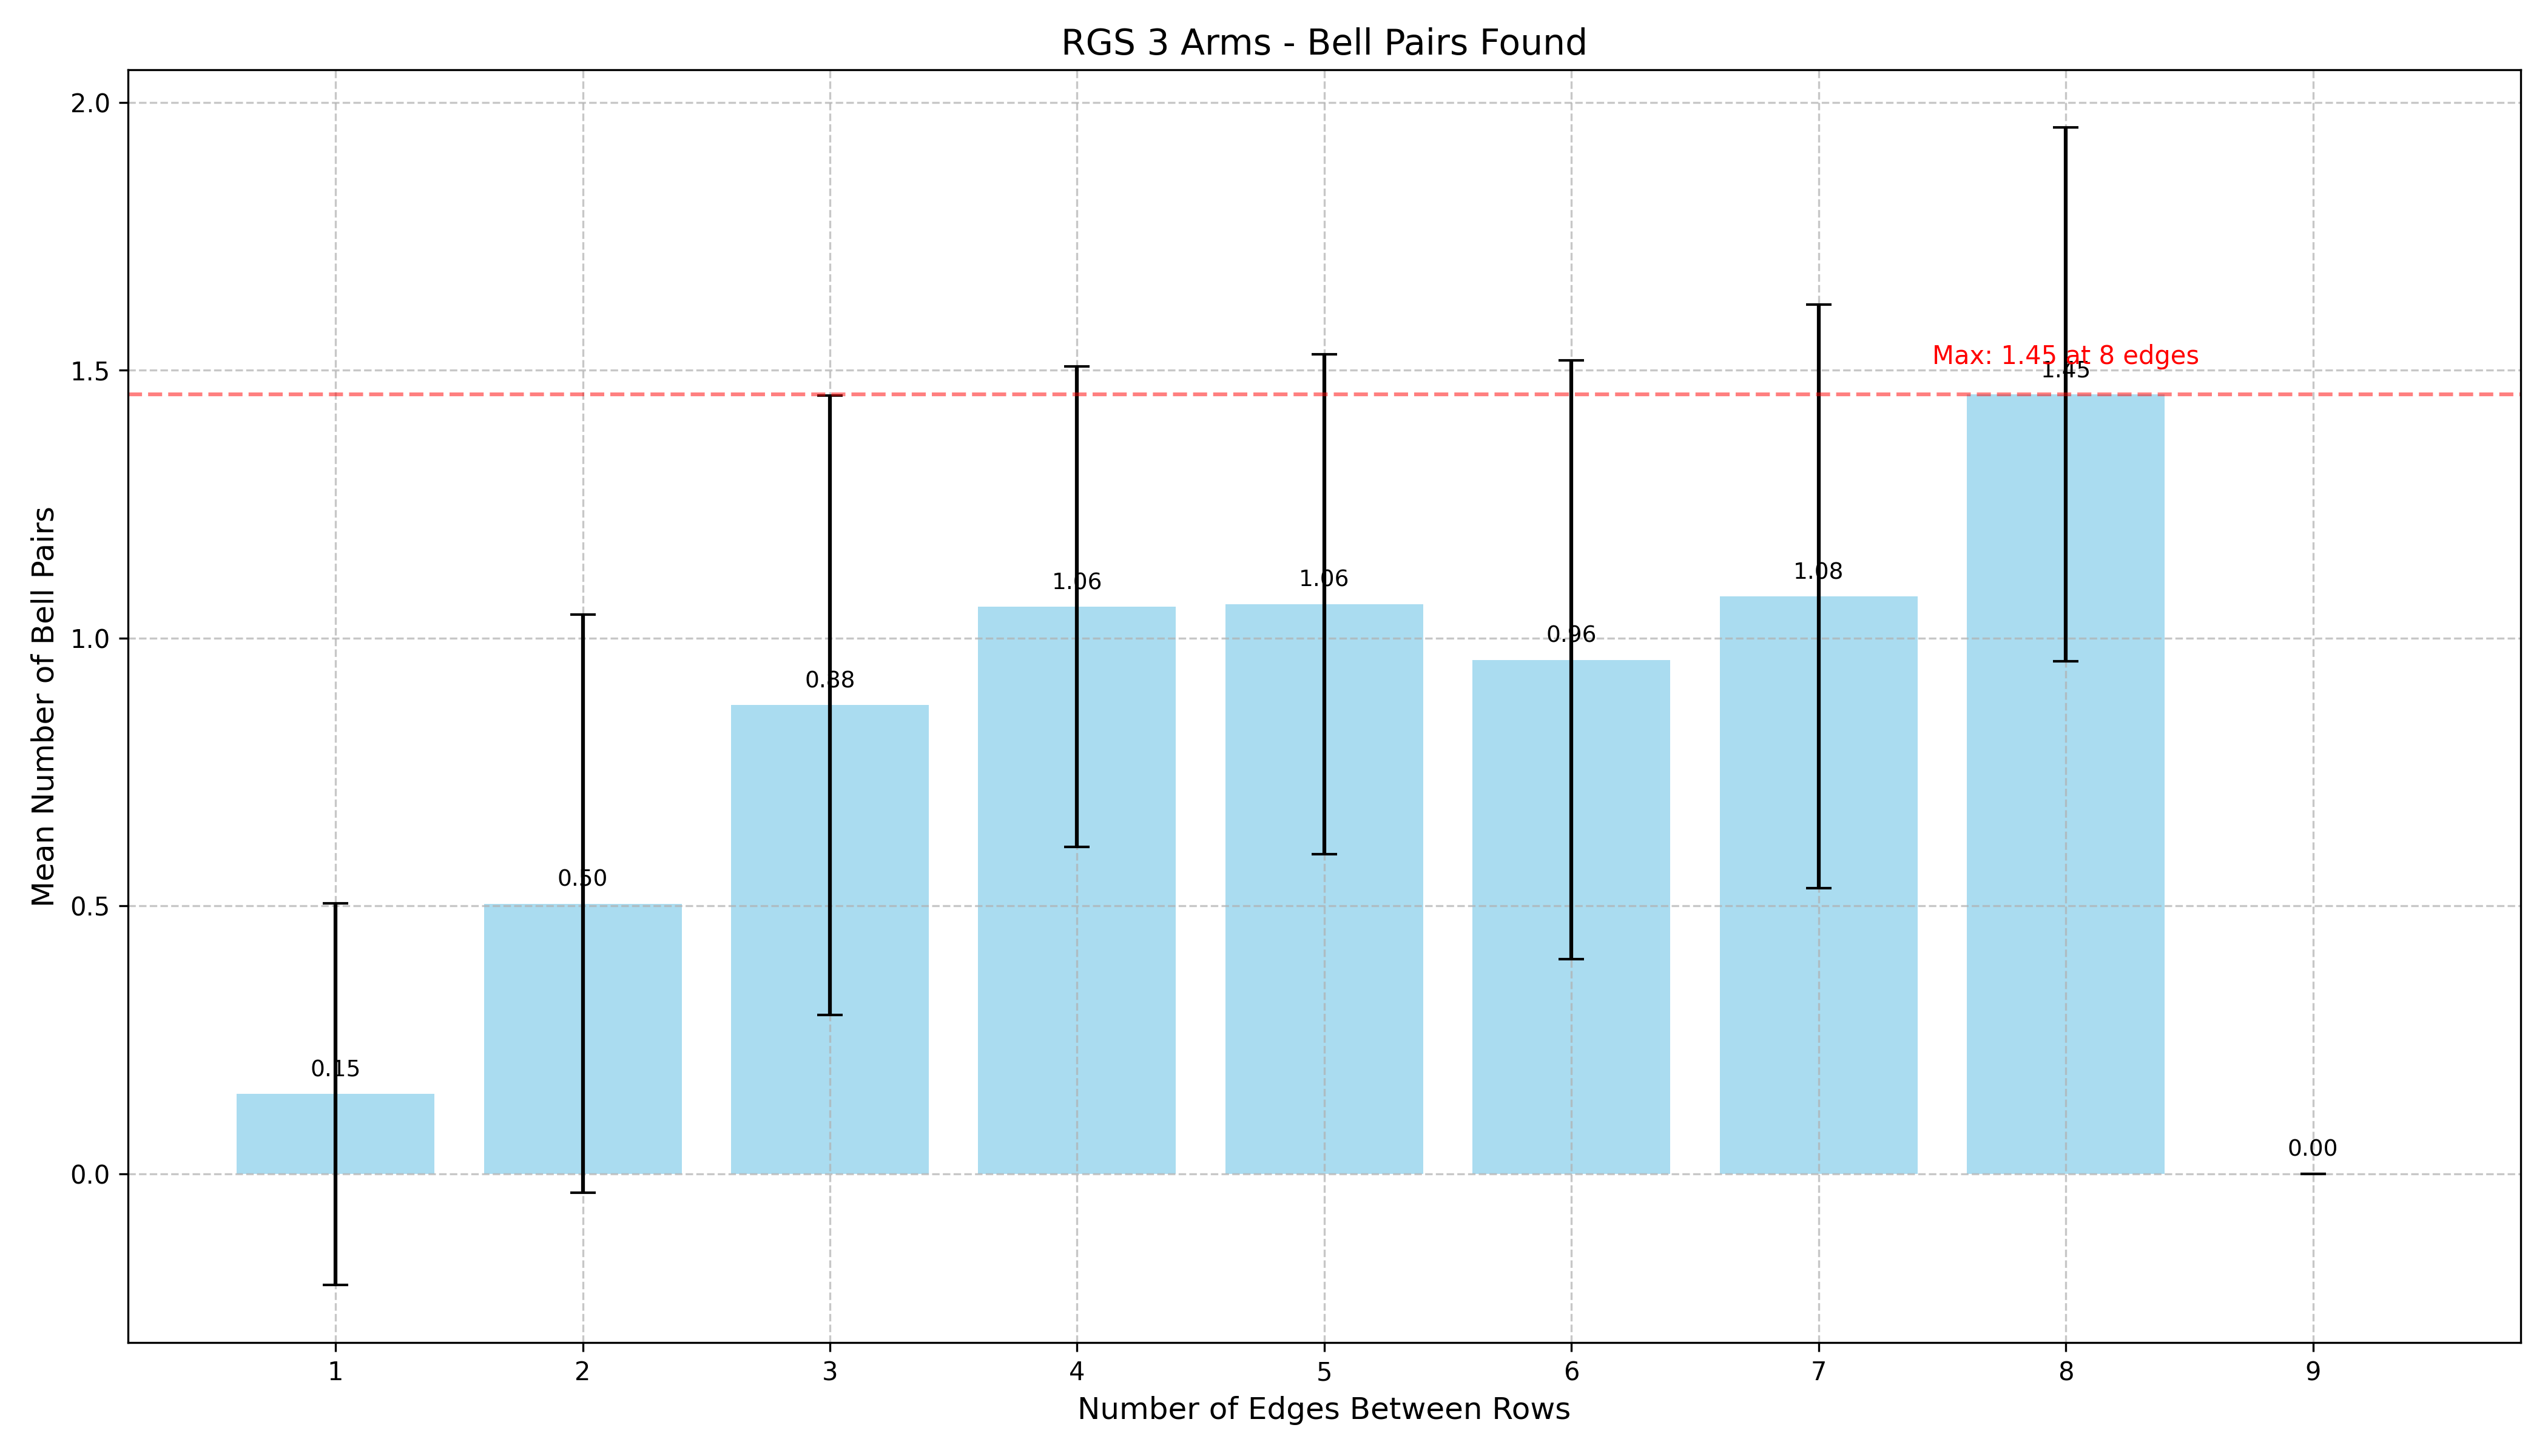 RGS 3 Arms - Bell Pairs Found
Mean Number of Bell Pairs
2.0
1.5
1.0
0.5
0.0
Max: 1.45 at 8 edges
1.45
0.15
0.50
0.88
1.06
1.06
0.96
1.08
0.00
1 2 3 4 5 6 7 8 9
Number of Edges Between Rows